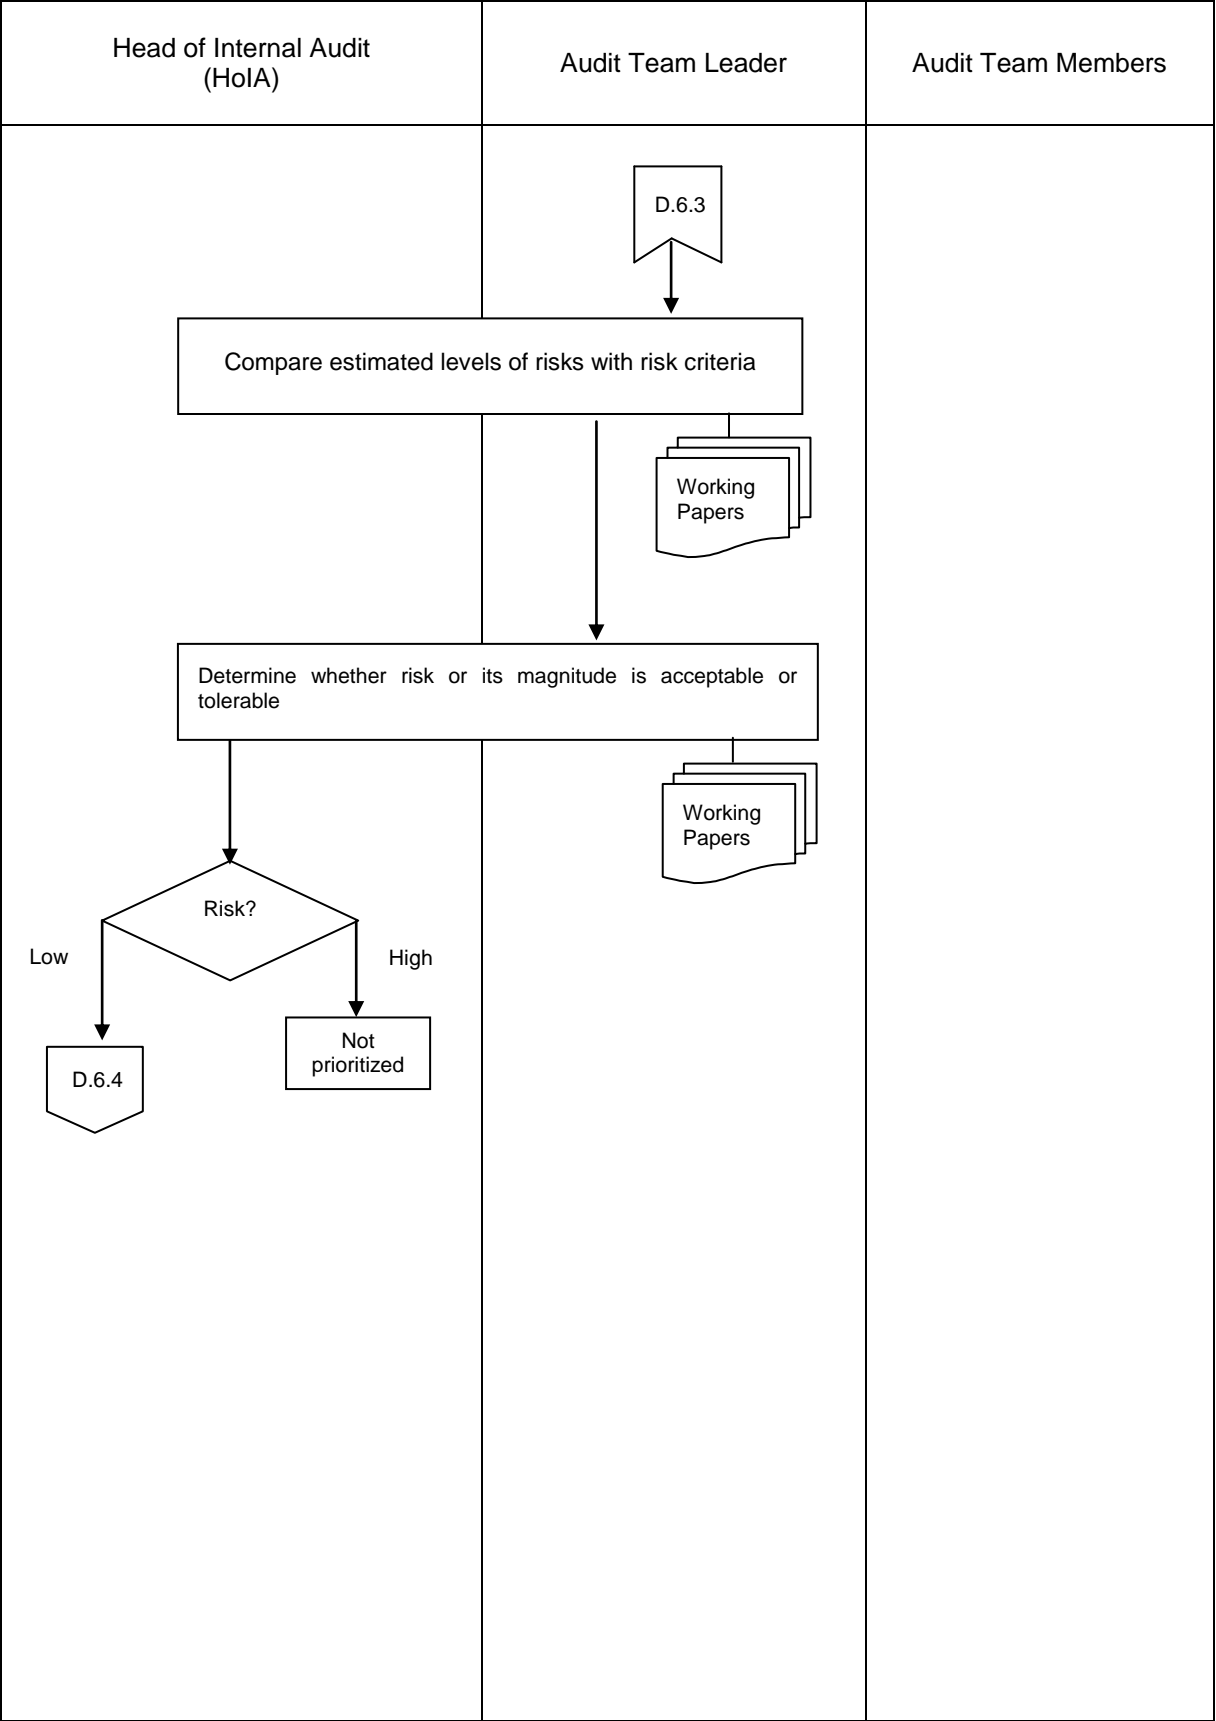 Head of Internal Audit
(HoIA)
Audit Team Leader
Audit Team Members
D.6.3
Compare estimated levels of risks with risk criteria
Working
Papers
Determine whether risk or its magnitude is acceptable or
tolerable
Working
Papers
Risk?
Low
High
Not
prioritized
D.6.4